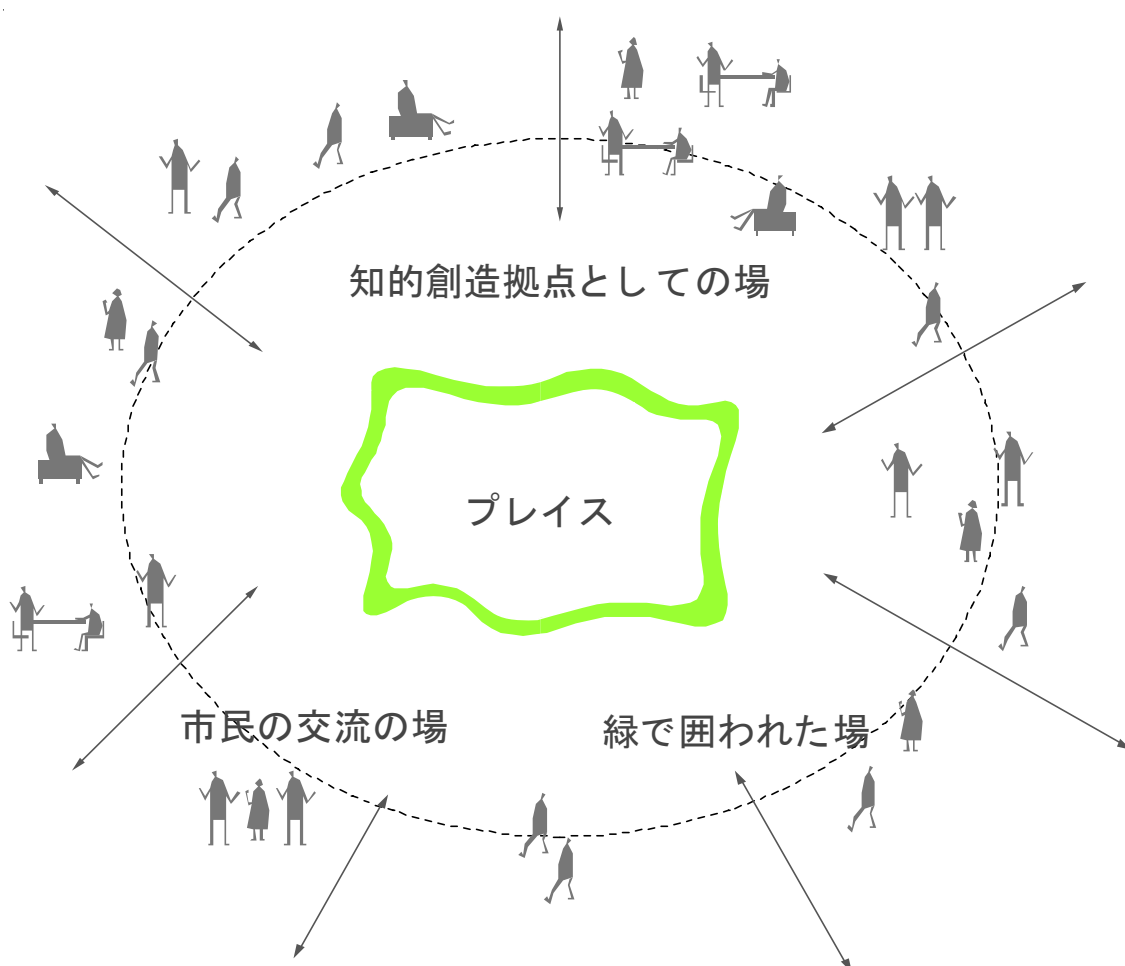 知的創造拠点としての場
プレイス
市民の交流の場
緑で囲われた場